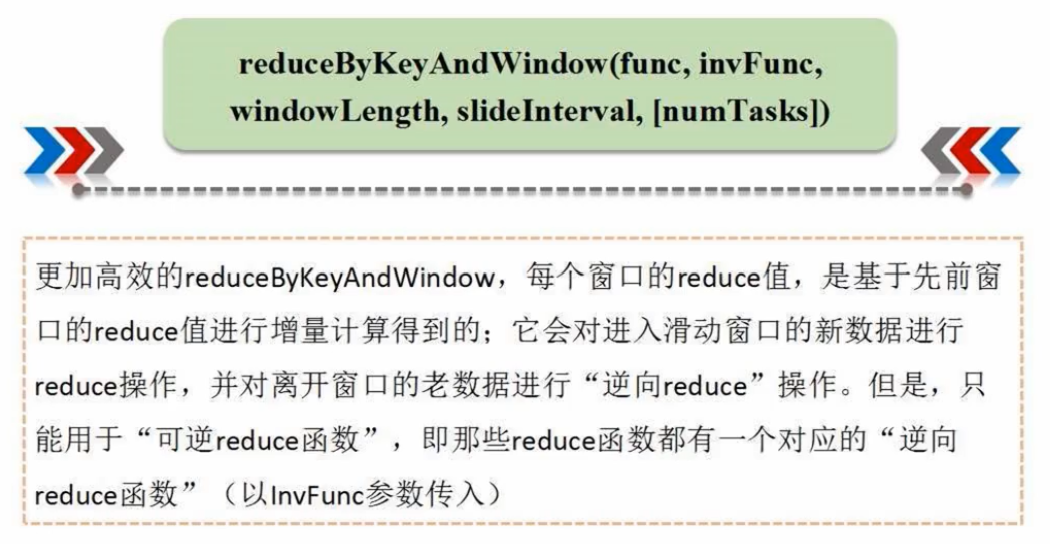 reduceByKeyAndWindow(func, invFunc,
windowLength, slideInterval, [numTasks])
更加高效的reduceByKeyAndWindow，每个窗口的reduce值，是基于先前窗
口的reduce值进行增量计算得到的；它会对进入滑动窗口的新数据进行
reduce操作，并对离开窗口的老数据进行“逆向reduce”操作。但是，只
能用于“可逆reduce函数”，即那些reduce函数都有一个对应的“逆向
reduce函数”（以InvFunc参数传入）